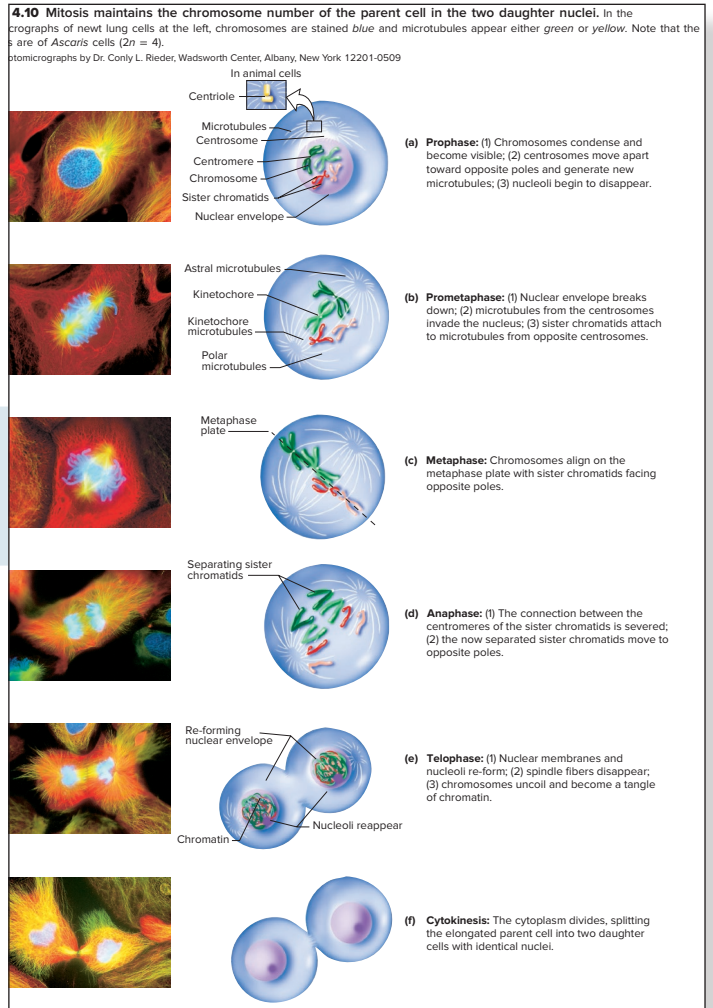 4.10 Mitosis maintains the chromosome number of the parent cell in the two daughter nuclei. In the
crographs of newt lung cells at the left, chromosomes are stained blue and microtubules appear either green or yellow. Note that the
s are of Ascaris cells (2n = 4).
otomicrographs by Dr. Conly L. Rieder, Wadsworth Center, Albany, New York 12201-0509
In animal cells
Centriole
Microtubules
Centrosome
Centromere
Chromosome
Sister chromatids
Nuclear envelope
(a) Prophase: (1) Chromosomes condense and
become visible; (2) centrosomes move apart
toward opposite poles and generate new
microtubules; (3) nucleoli begin to disappear.
Astral microtubules
Kinetochore
Kinetochore
microtubules
Polar
microtubules
(b) Prometaphase: (1) Nuclear envelope breaks
down; (2) microtubules from the centrosomes
invade the nucleus; (3) sister chromatids attach
to microtubules from opposite centrosomes.
Metaphase
plate
(c) Metaphase: Chromosomes align on the
metaphase plate with sister chromatids facing
opposite poles.
Separating sister
chromatids
(d) Anaphase: (1) The connection between the
centromeres of the sister chromatids is severed;
(2) the now separated sister chromatids move to
opposite poles.
Re-forming
nuclear envelope
Nucleoli reappear
Chromatin
(e) Telophase: (1) Nuclear membranes and
nucleoli re-form; (2) spindle fibers disappear;
(3) chromosomes uncoil and become a tangle
of chromatin.
(f) Cytokinesis: The cytoplasm divides, splitting
the elongated parent cell into two daughter
cells with identical nuclei.